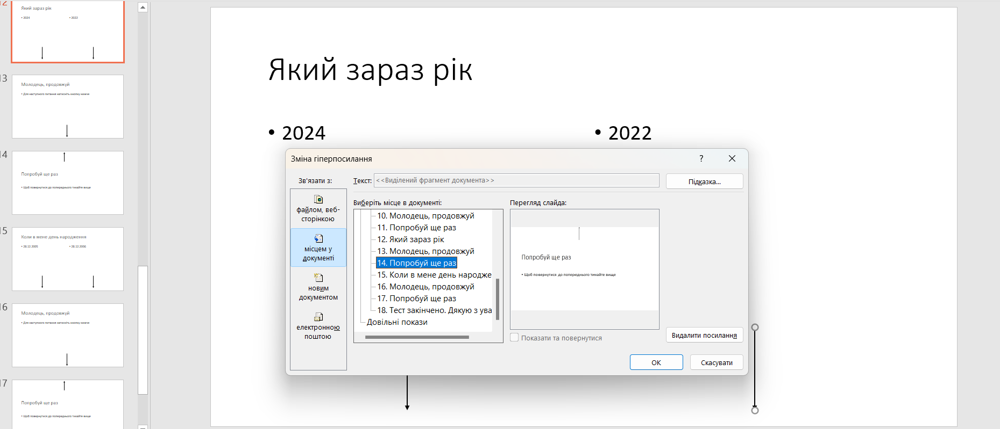 12
Який зараз рік
• 2024
• 2022
13
Молодець, продовжуй
• Для наступного питання натисніть кнопку нижче
14
Попробуй ще раз
• Щоб повернутися до попереднього тикайте вище
15
Коли в мене день народження
• 28.12.2005
• 28.12.2006
16
Молодець, продовжуй
• Для наступного питання натисніть кнопку нижче
17
Попробуй ще раз
• Щоб повернутися до попереднього тикайте вище
Який зараз рік
• 2024
• 2022
Зміна гіперпосилання
?
Зв'язати з:
файлом, веб-
сторінкою
місцем у
документі
новим
документом
електронною
поштою
Текст: <<Виділений фрагмент документа>>
Підказка...
Виберіть місце в документі:
10. Молодець, продовжуй
11. Попробуй ще раз
12. Який зараз рік
13. Молодець, продовжуй
14. Попробуй ще раз
15. Коли в мене день народже
16. Молодець, продовжуй
17. Попробуй ще раз
18. Тест закінчено. Дякую з ува
Довільні покази
Перегляд слайда:
Попробуй ще раз
• Щоб повернутися до попереднього тикайте вище
Показати та повернутися
Видалити посилання
ОК
Скасувати